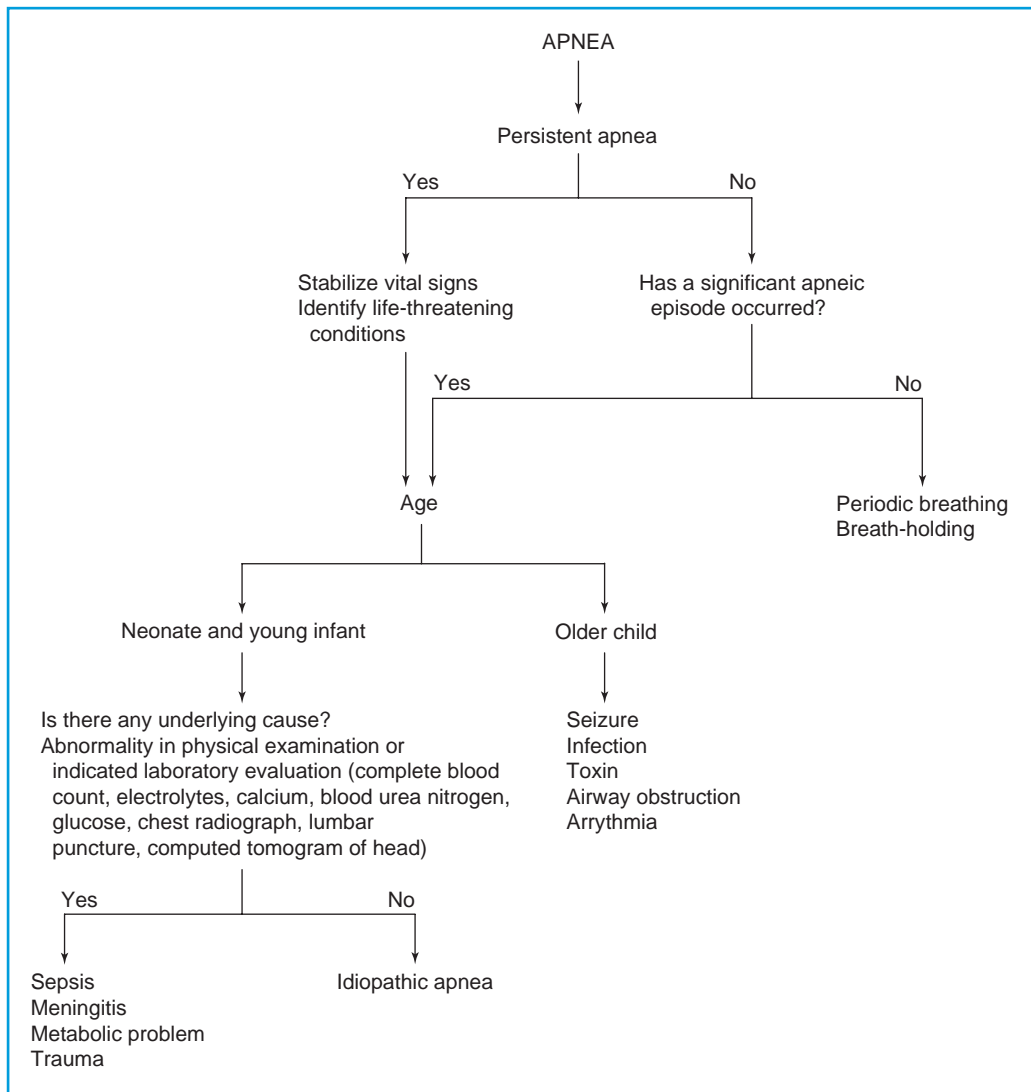 APNEA
Persistent apnea
Yes
No
Stabilize vital signs
Identify life-threatening
conditions
Has a significant apneic
episode occurred?
Yes
No
Age
Periodic breathing
Breath-holding
Neonate and young infant
Older child
Is there any underlying cause?
Abnormality in physical examination or
indicated laboratory evaluation (complete blood
count, electrolytes, calcium, blood urea nitrogen,
glucose, chest radiograph, lumbar
puncture, computed tomogram of head)
Seizure
Infection
Toxin
Airway obstruction
Arrythmia
Yes
No
Sepsis
Meningitis
Metabolic problem
Trauma
Idiopathic apnea